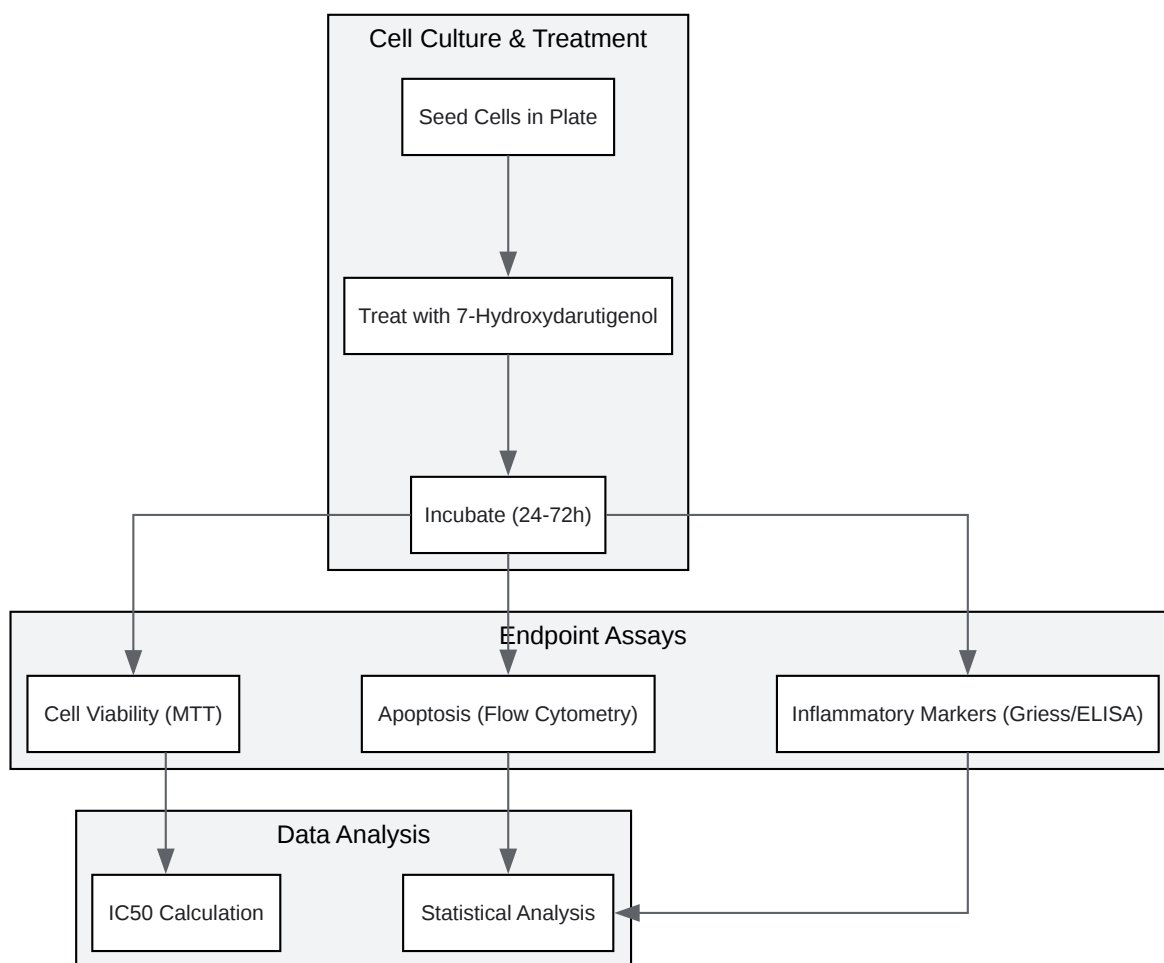 Cell Culture & Treatment
Seed Cells in Plate
Treat with 7-Hydroxydarutigenol
Incubate (24-72h)
Endpoint Assays
Cell Viability (MTT)
Apoptosis (Flow Cytometry)
Inflammatory Markers (Griess/ELISA)
Data Analysis
IC50 Calculation
Statistical Analysis